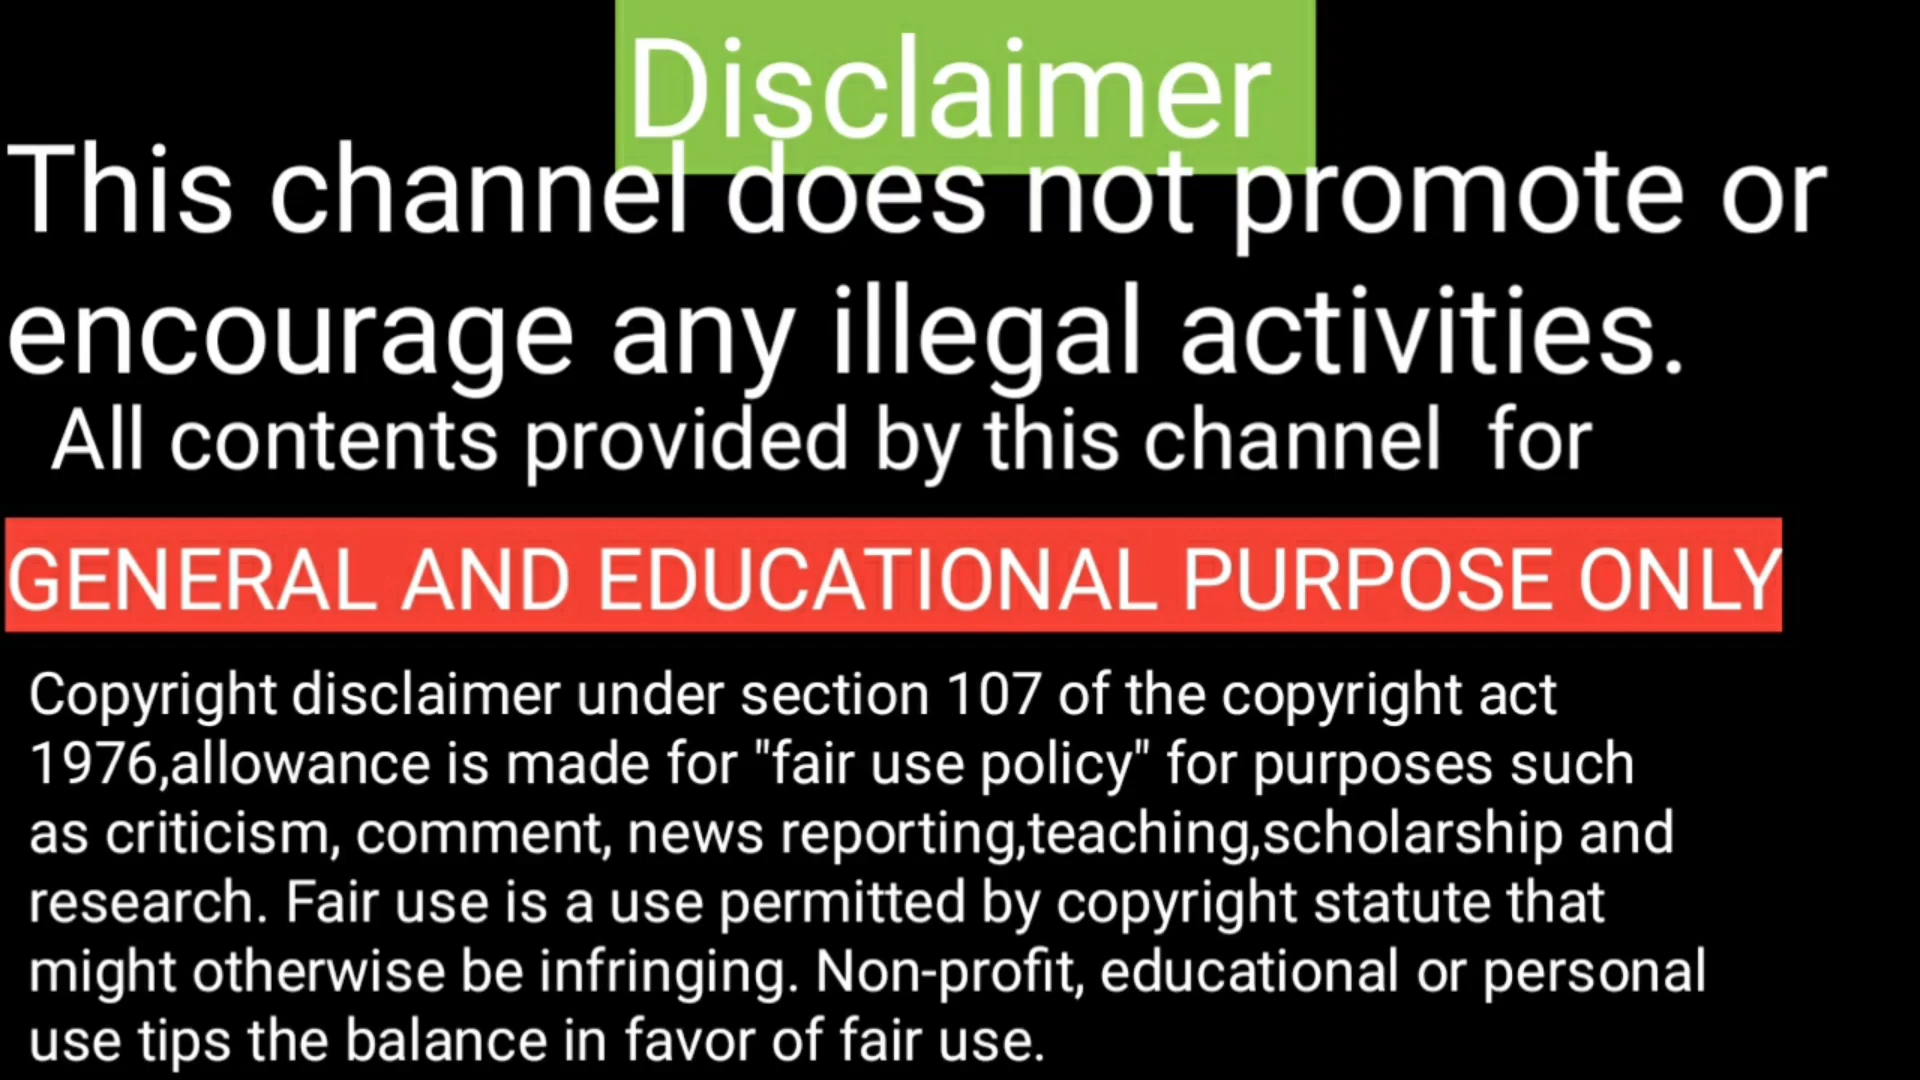 Disclaimer
This channel does not promote or
encourage any illegal activities.
All contents provided by this channel  for
GENERAL AND EDUCATIONAL PURPOSE ONLY
Copyright disclaimer under section 107 of the copyright act
1976,allowance is made for "fair use policy" for purposes such
as criticism, comment, news reporting,teaching,scholarship and
research. Fair use is a use permitted by copyright statute that
might otherwise be infringing. Non-profit, educational or personal
use tips the balance in favor of fair use.